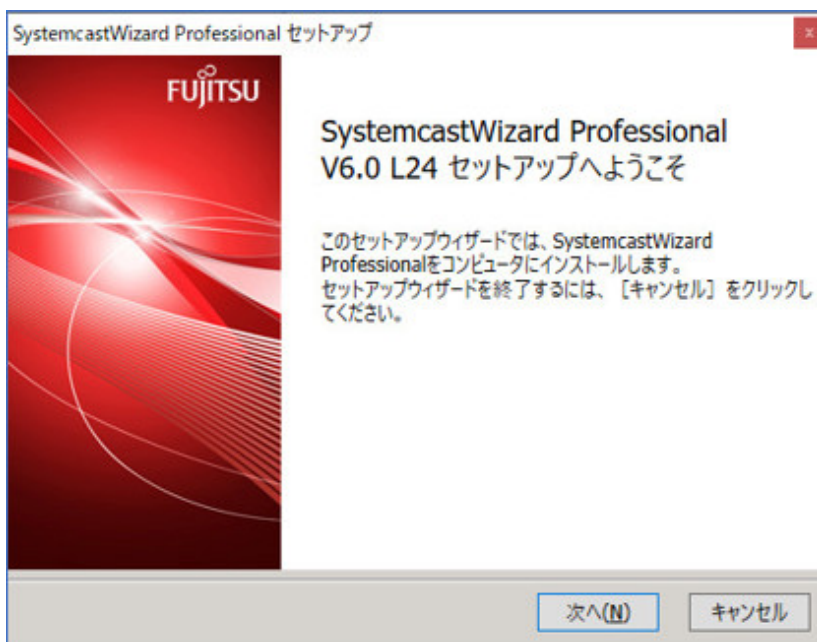 SystemcastWizard Professional セットアップ
FUJITSU
SystemcastWizard Professional
V6.0 L24 セットアップへようこそ
このセットアップウィザードでは、SystemcastWizard
Professionalをコンピュータにインストールします。
セットアップウィザードを終了するには、［キャンセル］をクリックし
てください。
次へ(N)
キャンセル